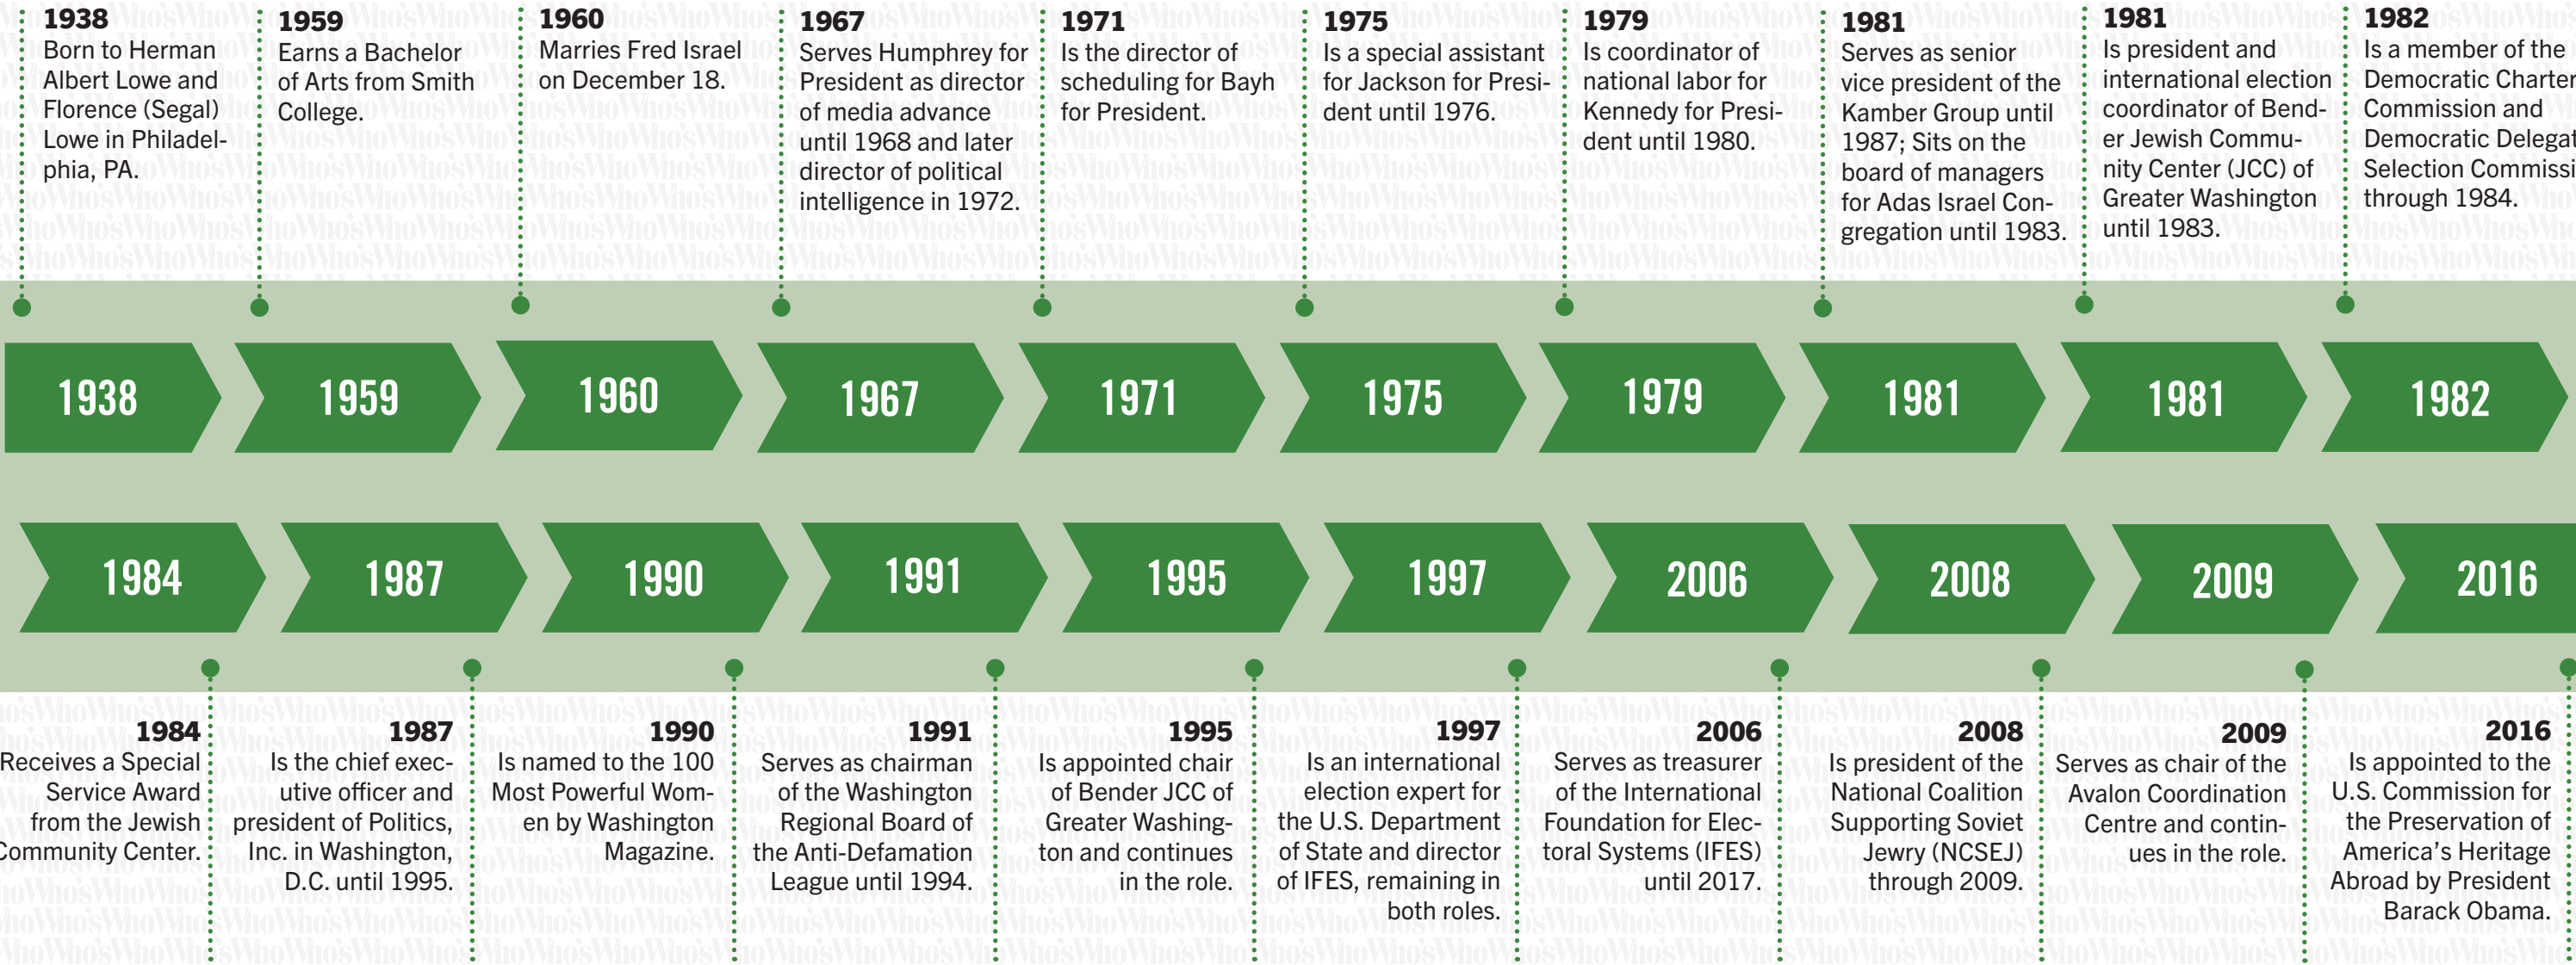 1938
Born to Herman
Albert Lowe and
Florence (Segal)
Lowe in Philadel-
phia, PA.
1959
Earns a Bachelor
of Arts from Smith
College.
1960
Marries Fred Israel
on December 18.
1967
Serves Humphrey for
President as director
of media advance
until 1968 and later
director of political
intelligence in 1972.
1971
Is the director of
scheduling for Bayh
for President.
1975
Is a special assistant
for Jackson for Presi-
dent until 1976.
1979
Is coordinator of
national labor for
Kennedy for Presi-
dent until 1980.
1981
Serves as senior
vice president of the
Kamber Group until
1987; Sits on the
board of managers
for Adas Israel Con-
gregation until 1983.
1981
Is president and
international election
coordinator of Bend-
er Jewish Commu-
nity Center (JCC) of
Greater Washington
until 1983.
1982
Is a member of the
Democratic Charter
Commission and
Democratic Delegat
Selection Commissi
through 1984.
1938
1959
1960
1967
1971
1975
1979
1981
1981
1982
1984
1987
1990
1991
1995
1997
2006
2008
2009
2016
1984
Receives a Special
Service Award
from the Jewish
Community Center.
1987
Is the chief exec-
utive officer and
president of Politics,
Inc. in Washington,
D.C. until 1995.
1990
Is named to the 100
Most Powerful Wom-
en by Washington
Magazine.
1991
Serves as chairman
of the Washington
Regional Board of
the Anti-Defamation
League until 1994.
1995
Is appointed chair
of Bender JCC of
Greater Washing-
ton and continues
in the role.
1997
Is an international
election expert for
the U.S. Department
of State and director
of IFES, remaining in
both roles.
2006
Serves as treasurer
of the International
Foundation for Elec-
toral Systems (IFES)
until 2017.
2008
Is president of the
National Coalition
Supporting Soviet
Jewry (NCSEJ)
through 2009.
2009
Serves as chair of the
Avalon Coordination
Centre and contin-
ues in the role.
2016
Is appointed to the
U.S. Commission for
the Preservation of
America's Heritage
Abroad by President
Barack Obama.